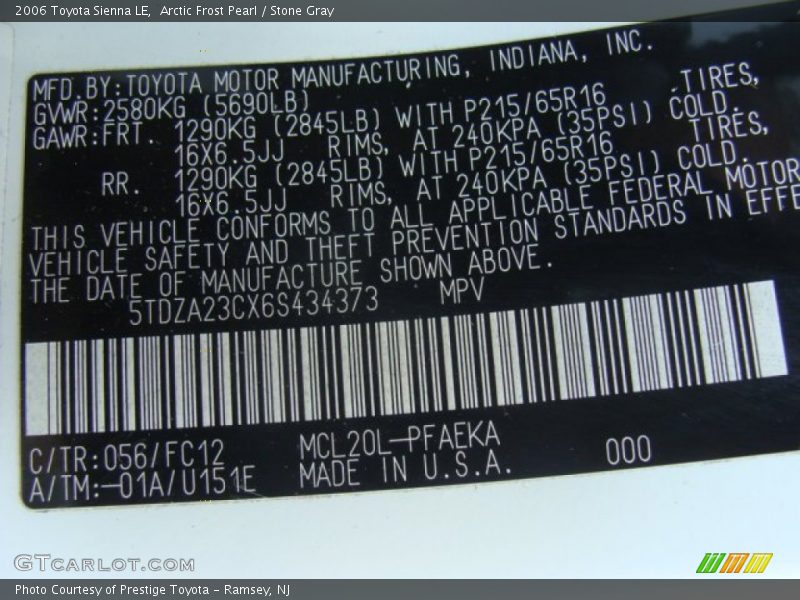 2006 Toyota Sienna LE,  Arctic Frost Pearl / Stone Gray
MFD.BY:TOYOTA MOTOR MANUFACTURING, INDIANA, INC.
GVWR:2580KG (5690LB)
GAWR:FRT. 1290KG (2845LB) WITH P215/65R16 TIRES,
16X6.5JJ RIMS, AT 240KPA (35PSI) COLD.
RR. 1290KG (2845LB) WITH P215/65R16 TIRES,
16X6.5JJ RIMS, AT 240KPA (35PSI) COLD.
THIS VEHICLE CONFORMS TO ALL APPLICABLE FEDERAL MOTOR
VEHICLE SAFETY AND THEFT PREVENTION STANDARDS IN EFFE
THE DATE OF MANUFACTURE SHOWN ABOVE.
5TDZA23CX6S434373 MPV
C/TR:056/FC12 MCL20L-PFAEKA 000
A/TM:-01A/U151E MADE IN U.S.A.
GTCARLOT.COM
Photo Courtesy of Prestige Toyota - Ramsey, NJ